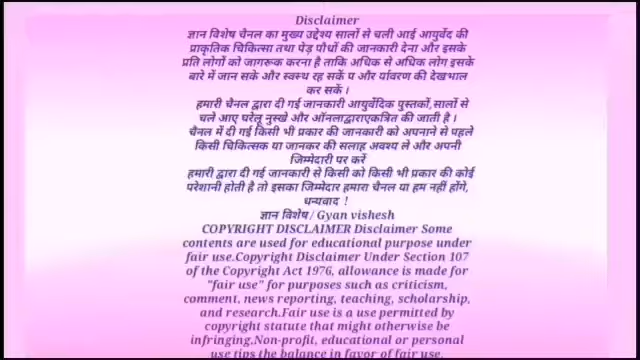 Disclaimer
ज्ञान विशेष चैनल का मुख्य उद्देश्य सालों से चली आई आयुर्वेद की
प्राकृतिक चिकित्सा तथा पेड़ पौधों की जानकारी देना और इसके
प्रति लोगों को जागरूक करना है ताकि अधिक से अधिक लोग इसके
बारे में जान सके और स्वस्थ रह सकें प और र्यावरण की देखभाल
कर सकें ।
हमारी चैनल द्वारा दी गई जानकारी आयुर्वेदिक पुस्तकों,सालों से
चले आए घरेलू नुस्खे और ऑनलाद्वाराएकत्रित की जाती है ।
चैनल में दी गई किसी भी प्रकार की जानकारी को अपनाने से पहले
किसी चिकित्सक या जानकर की सलाह अवश्य ले और अपनी
जिम्मेदारी पर करें
हमारी द्वारा दी गई जानकारी से किसी को किसी भी प्रकार की कोई
परेशानी होती है तो इसका जिम्मेदार हमारा चैनल या हम नहीं होंगे,
धन्यवाद !
ज्ञान विशेष/ Gyan vishesh
COPYRIGHT DISCLAIMER Disclaimer Some
contents are used for educational purpose under
fair use.Copyright Disclaimer Under Section 107
of the Copyright Act 1976, allowance is made for
"fair use" for purposes such as criticism,
comment, news reporting, teaching, scholarship,
and research.Fair use is a use permitted by
copyright statute that might otherwise be
infringing.Non-profit, educational or personal
use tips the balance in favor of fair use.